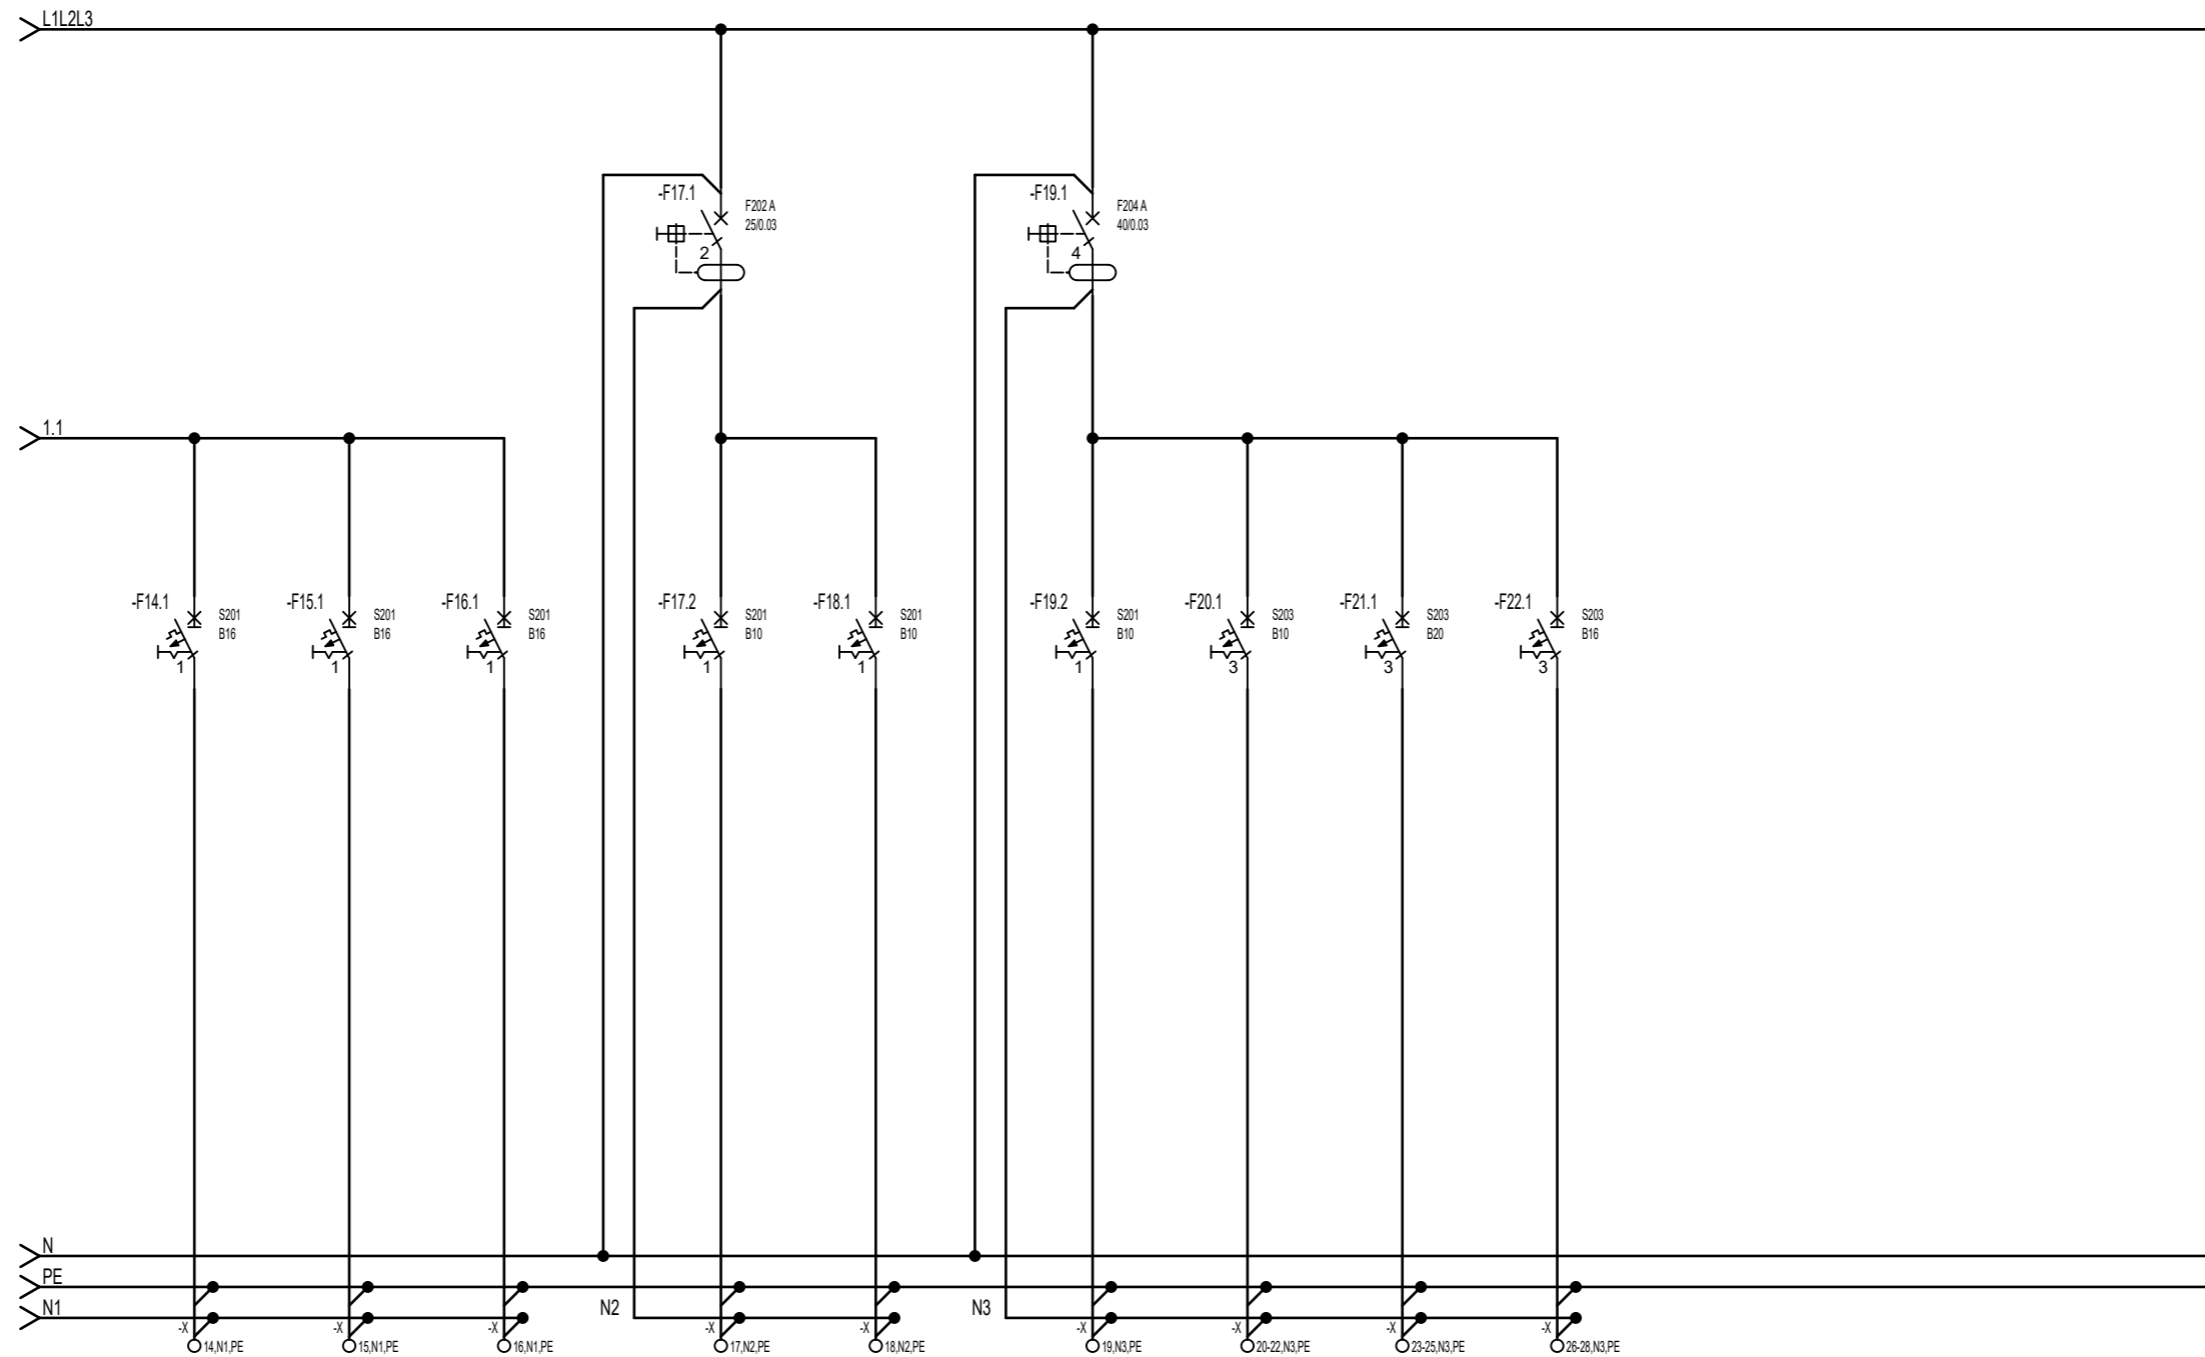 L1L2L3
-F17.1
F202 A
25/0.03
2
-F19.1
F204 A
40/0.03
4
1.1
-F14.1
S201
B16
1
-F15.1
S201
B16
1
-F16.1
S201
B16
1
-F17.2
S201
B10
1
-F18.1
S201
B10
1
-F19.2
S201
B10
1
-F20.1
S203
B10
3
-F21.1
S203
B20
3
-F22.1
S203
B16
3
N
PE
N1
N2
N3
-X
14,N1,PE
-X
15,N1,PE
-X
16,N1,PE
-X
17,N2,PE
-X
18,N2,PE
-X
19,N3,PE
-X
20-22,N3,PE
-X
23-25,N3,PE
-X
26-28,N3,PE